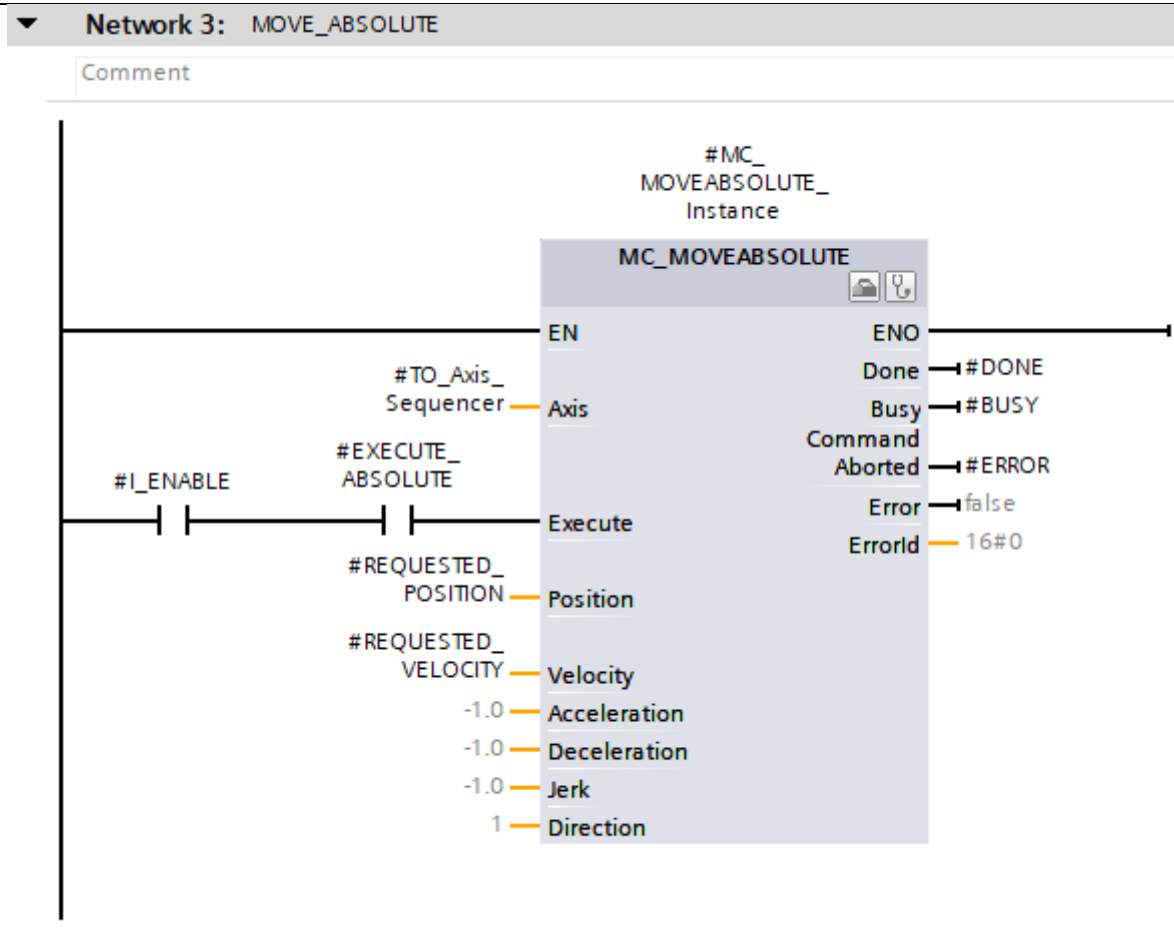 Network 3: MOVE_ABSOLUTE
Comment
#MC_
MOVEABSOLUTE_
Instance
MC_MOVEABSOLUTE
EN
ENO
#TO_Axis_
Sequencer
Axis
Done
#DONE
Busy
#BUSY
Command
Aborted
#ERROR
#I_ENABLE
#EXECUTE_
ABSOLUTE
Execute
Error
false
ErrorId
16#0
#REQUESTED_
POSITION
Position
#REQUESTED_
VELOCITY
Velocity
-1.0
Acceleration
-1.0
Deceleration
-1.0
Jerk
1
Direction